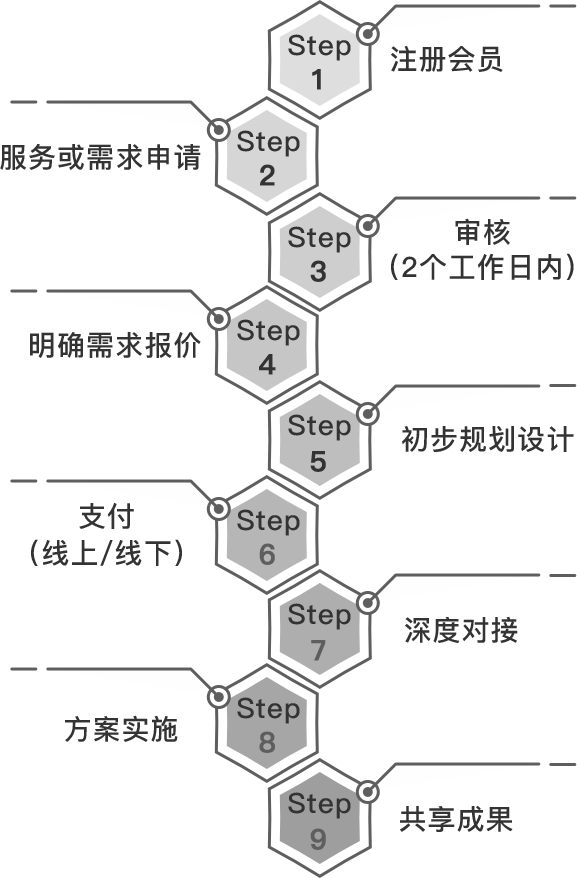 Step
1
注册会员
Step
2
服务或需求申请
Step
3
审核
（2个工作日内）
Step
4
明确需求报价
Step
5
初步规划设计
Step
6
支付
（线上/线下）
Step
7
深度对接
Step
8
方案实施
Step
9
共享成果